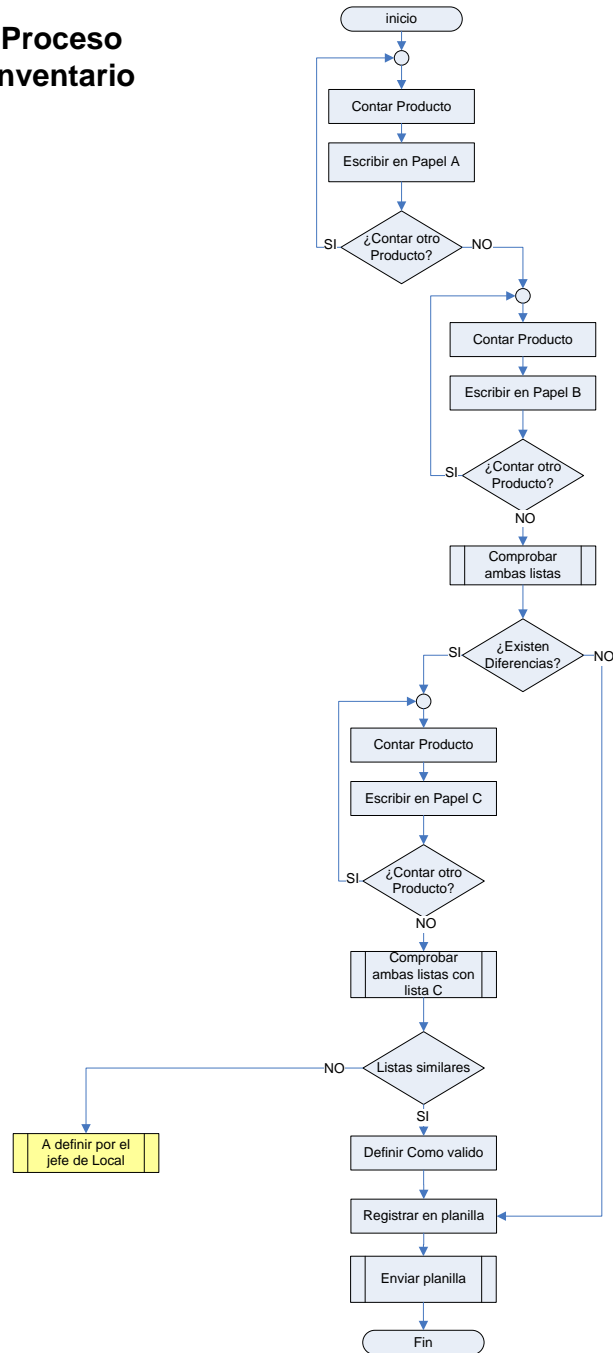 Proceso
nventario
inicio
Contar Producto
Escribir en Papel A
¿Contar otro
Producto?
SI
NO
Contar Producto
Escribir en Papel B
¿Contar otro
Producto?
SI
NO
Comprobar
ambas listas
¿Existen
Diferencias?
SI
NO
Contar Producto
Escribir en Papel C
¿Contar otro
Producto?
SI
NO
Comprobar
ambas listas con
lista C
Listas similares
NO
SI
A definir por el
jefe de Local
Definir Como valido
Registrar en planilla
Enviar planilla
Fin